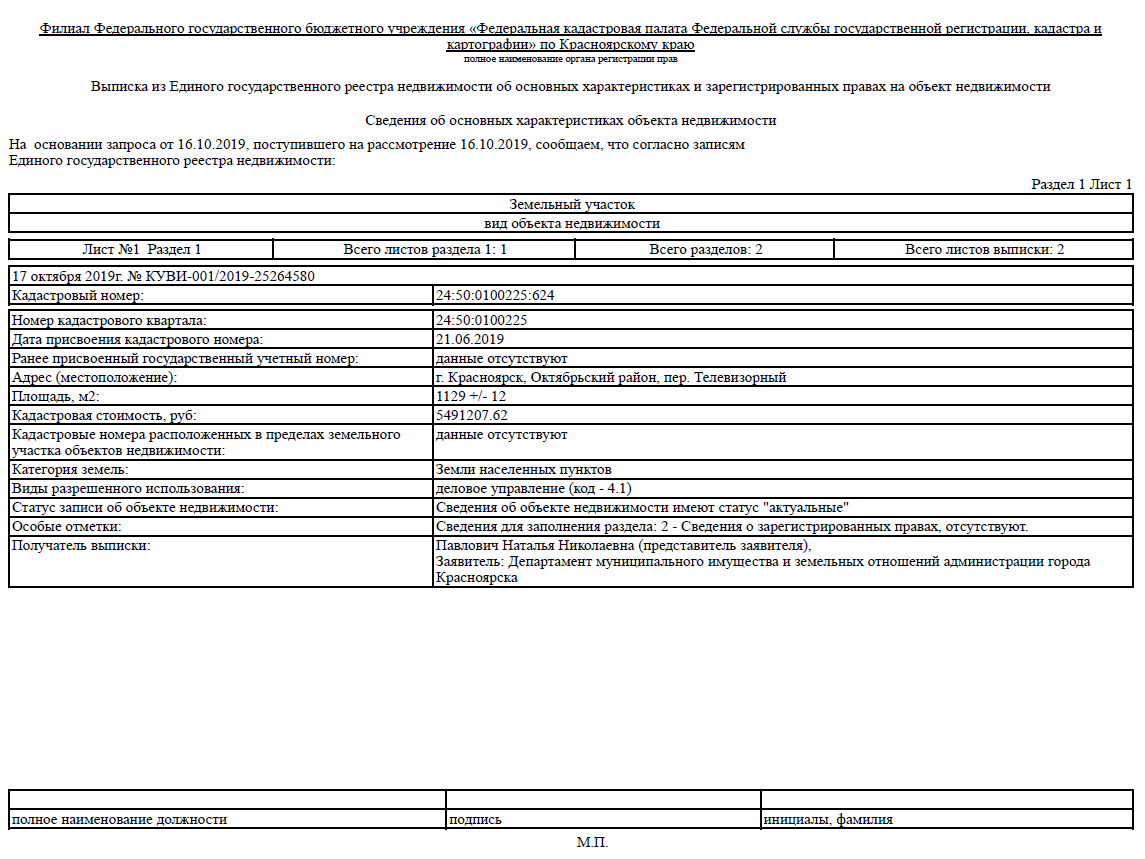 Филиал Федерального государственного бюджетного учреждения «Федеральная кадастровая палата Федеральной службы государственной регистрации, кадастра и
картографии» по Красноярскому краю
полное наименование органа регистрации прав
Выписка из Единого государственного реестра недвижимости об основных характеристиках и зарегистрированных правах на объект недвижимости
Сведения об основных характеристиках объекта недвижимости
На основании запроса от 16.10.2019, поступившего на рассмотрение 16.10.2019, сообщаем, что согласно записям
Единого государственного реестра недвижимости:
Раздел 1 Лист 1
Земельный участок
вид объекта недвижимости
Лист №1 Раздел 1 Всего листов раздела 1: 1 Всего разделов: 2 Всего листов выписки: 2
17 октября 2019г. № КУВИ-001/2019-25264580
Кадастровый номер: 24:50:0100225:624
Номер кадастрового квартала: 24:50:0100225
Дата присвоения кадастрового номера: 21.06.2019
Ранее присвоенный государственный учетный номер: данные отсутствуют
Адрес (местоположение): г. Красноярск, Октябрьский район, пер. Телевизорный
Площадь, м2: 1129 +/- 12
Кадастровая стоимость, руб: 5491207.62
Кадастровые номера расположенных в пределах земельного данные отсутствуют
участка объектов недвижимости:
Категория земель: Земли населенных пунктов
Виды разрешенного использования: деловое управление (код - 4.1)
Статус записи об объекте недвижимости: Сведения об объекте недвижимости имеют статус "актуальные"
Особые отметки: Сведения для заполнения раздела: 2 - Сведения о зарегистрированных правах, отсутствуют.
Получатель выписки: Павлович Наталья Николаевна (представитель заявителя),
Заявитель: Департамент муниципального имущества и земельных отношений администрации города
Красноярска
полное наименование должности подпись инициалы, фамилия
М.П.